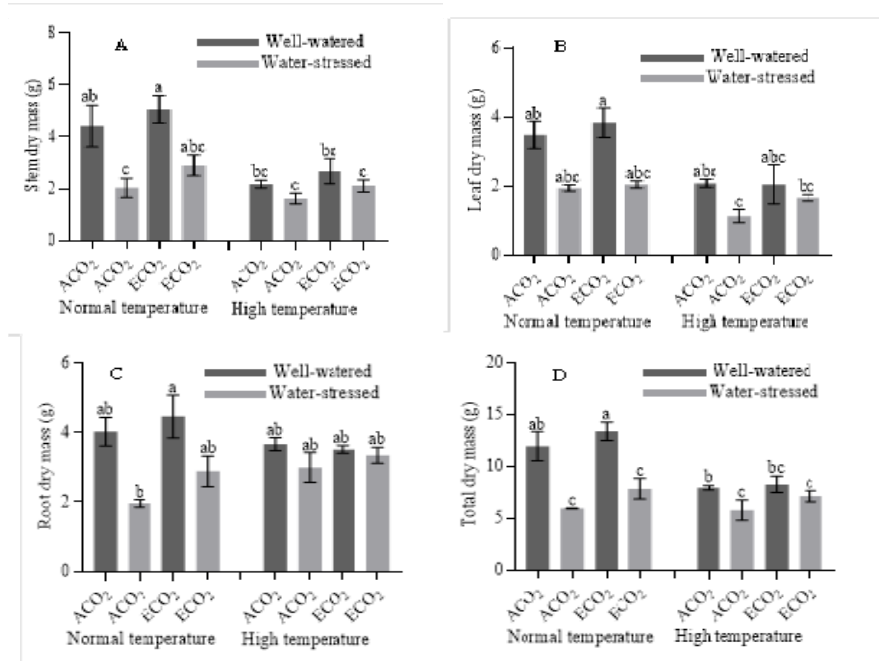 A
Well-watered
Water-stressed
Stem dry mass (g)
8
6
4
2
0
ab
c
a
abc
bc
c
bc
c
ACO₂ ACO₂ ECO₂ ECO₂ ACO₂ ACO₂ ECO₂ ECO₂
Normal temperature High temperature
B
Well-watered
Water-stressed
Leaf dry mass (g)
6
4
2
0
ab
abc
a
abc
abc
c
abc
bc
ACO₂ ACO₂ ECO₂ ECO₂ ACO₂ ACO₂ ECO₂ ECO₂
Normal temperature High temperature
C
Well-watered
Water-stressed
Root dry mass (g)
6
4
2
0
ab
b
a
ab
ab
ab
ab
ab
ACO₂ ACO₂ ECO₂ ECO₂ ACO₂ ACO₂ ECO₂ ECO₂
Normal temperature High temperature
D
Well-watered
Water-stressed
Total dry mass (g)
20
15
10
5
0
ab
c
a
c
b
c
bc
c
ACO₂ ACO₂ ECO₂ ECO₂ ACO₂ ACO₂ ECO₂ ECO₂
Normal temperature High temperature